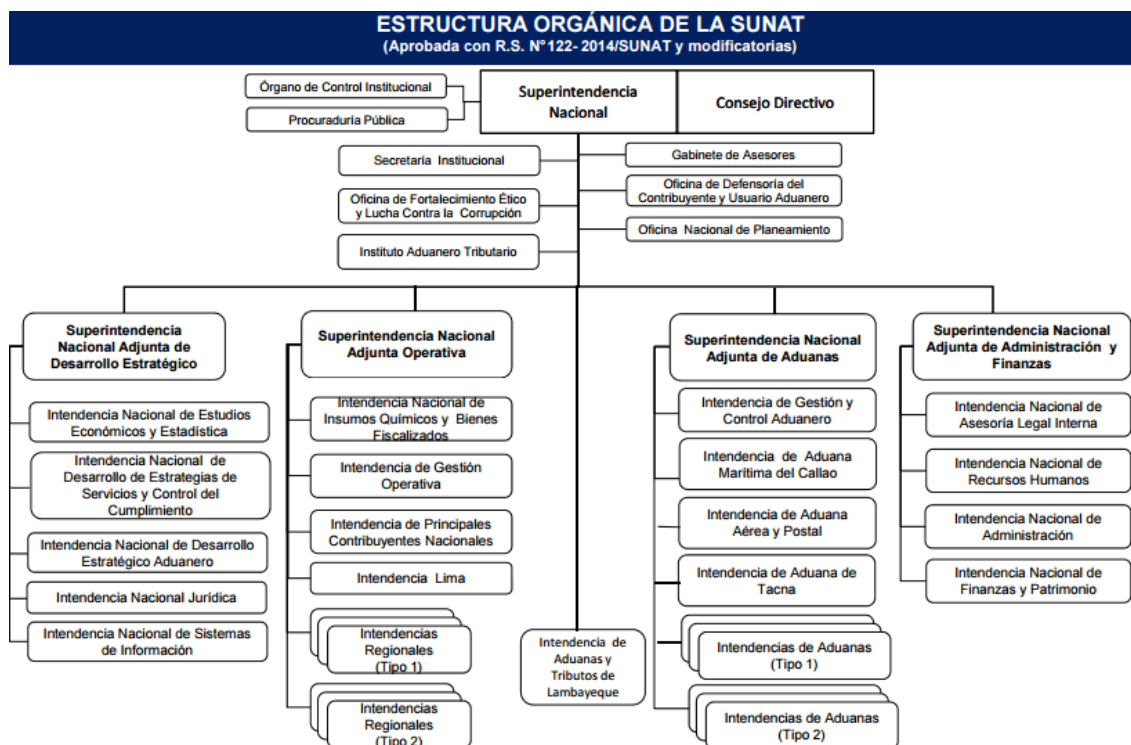 ESTRUCTURA ORGÁNICA DE LA SUNAT
(Aprobada con R.S. N°122- 2014/SUNAT y modificatorias)
Órgano de Control Institucional
Procuraduría Pública
Superintendencia
Nacional
Consejo Directivo
Secretaría Institucional
Gabinete de Asesores
Oficina de Fortalecimiento Ético
y Lucha Contra la Corrupción
Oficina de Defensoría del
Contribuyente y Usuario Aduanero
Instituto Aduanero Tributario
Oficina Nacional de Planeamiento
Superintendencia
Nacional Adjunta de
Desarrollo Estratégico
Intendencia Nacional de Estudios
Económicos y Estadística
Intendencia Nacional de
Desarrollo de Estrategias de
Servicios y Control del
Cumplimiento
Intendencia Nacional de Desarrollo
Estratégico Aduanero
Intendencia Nacional Jurídica
Intendencia Nacional de Sistemas
de Información
Superintendencia Nacional
Adjunta Operativa
Intendencia Nacional de
Insumos Químicos y Bienes
Fiscalizados
Intendencia de Gestión
Operativa
Intendencia de Principales
Contribuyentes Nacionales
Intendencia Lima
Intendencias
Regionales
(Tipo 1)
Intendencias
Regionales
(Tipo 2)
Intendencia de
Aduanas y
Tributos de
Lambayeque
Superintendencia Nacional
Adjunta de Aduanas
Intendencia de Gestión y
Control Aduanero
Intendencia de Aduana
Marítima del Callao
Intendencia de Aduana
Aérea y Postal
Intendencia de Aduana de
Tacna
Intendencias de Aduanas
(Tipo 1)
Intendencias de Aduanas
(Tipo 2)
Superintendencia Nacional
Adjunta de Administración y
Finanzas
Intendencia Nacional de
Asesoría Legal Interna
Intendencia Nacional de
Recursos Humanos
Intendencia Nacional de
Administración
Intendencia Nacional de
Finanzas y Patrimonio